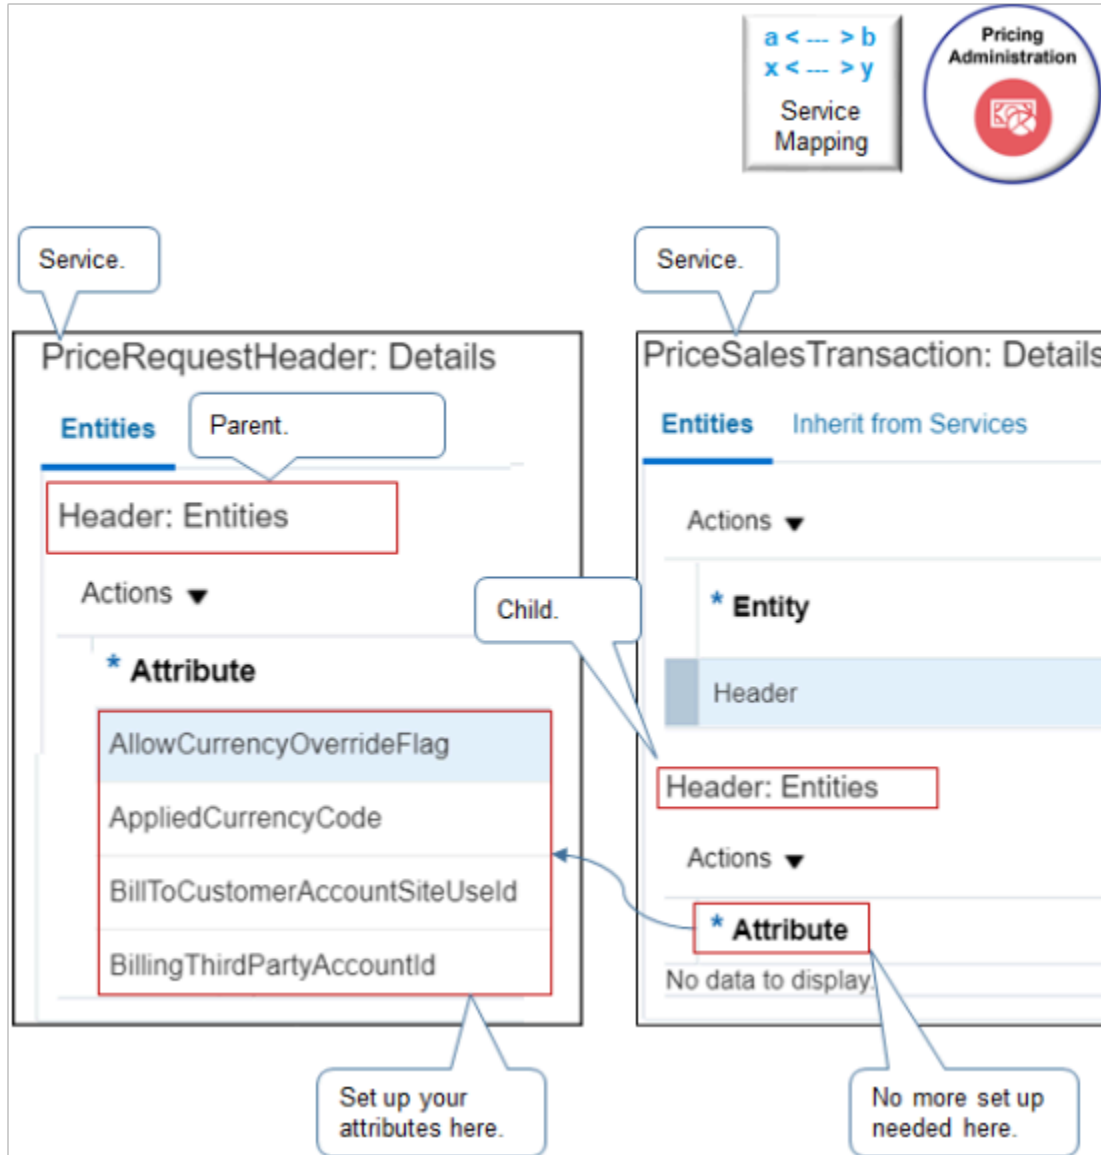 a < --- > b
x < --- > y
Service
Mapping
Pricing
Administration
Service.
Service.
PriceRequestHeader: Details
Entities
Parent.
Header: Entities
Actions
* Attribute
AllowCurrencyOverrideFlag
AppliedCurrencyCode
BillToCustomerAccountSiteUseId
BillingThirdPartyAccountId
Set up your
attributes here.
PriceSalesTransaction: Details
Entities Inherit from Services
Actions
* Entity
Header
Child.
Header: Entities
Actions
* Attribute
No data to display.
No more set up
needed here.